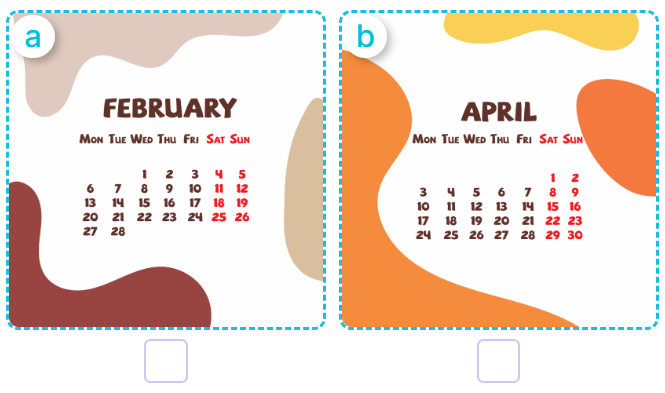 a
FEBRUARY
MON TUE WED THU FRI SAT SUN
1 2 3 4 5
6 7 8 9 10 11 12
13 14 15 16 17 18 19
20 21 22 23 24 25 26
27 28
b
APRIL
MON TUE WED THU FRI SAT SUN
1 2
3 4 5 6 7 8 9
10 11 12 13 14 15 16
17 18 19 20 21 22 23
24 25 26 27 28 29 30